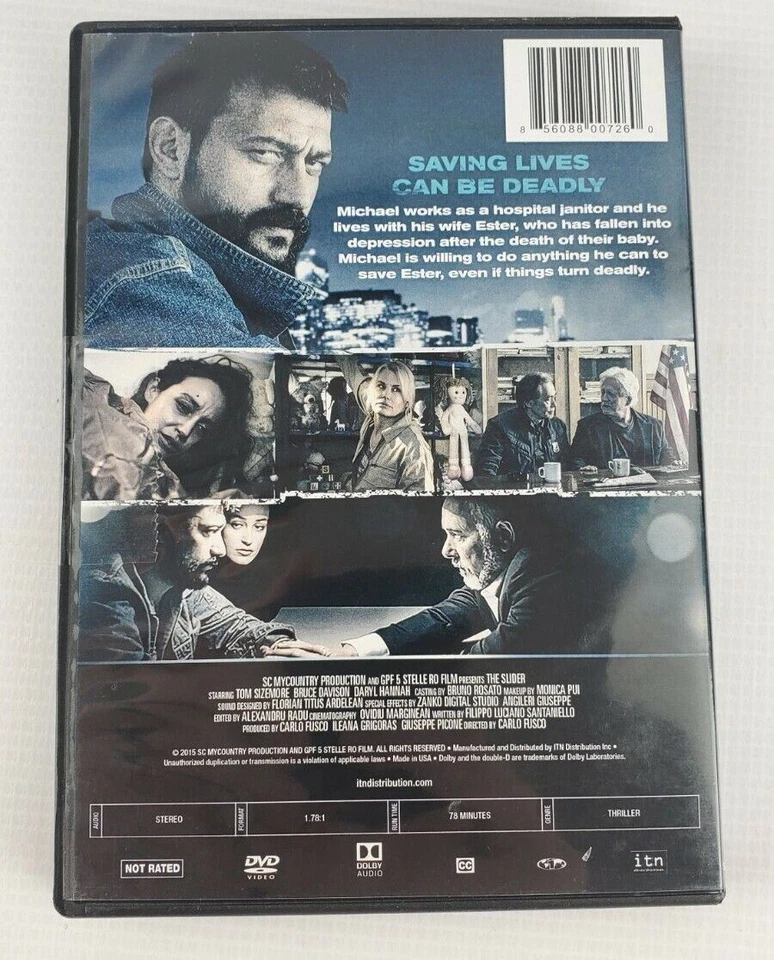 8 56088 00726 0
SAVING LIVES
CAN BE DEADLY
Michael works as a hospital janitor and he
lives with his wife Ester, who has fallen into
depression after the death of their baby.
Michael is willing to do anything he can to
save Ester, even if things turn deadly.
SC MYCOUNTRY PRODUCTION AND GPF 5 STELLE RO FILM PRESENTS THE SLIDER
STARRING TOM SIZEMORE BRUCE DAVISON DARYL HANNAH CASTING BY BRUNO ROSATO MAKEUP BY MONICA PUI
SOUND DESIGNED BY FLORIAN TITUS ARDELEAN SPECIAL EFFECTS BY ZANKO DIGITAL STUDIO ANGILERI GIUSEPPE
EDITED BY ALEXANDRU RADU CINEMATOGRAPHY OVIDIU MARGINEAN WRITTEN BY FILIPPO LUCIANO SANTANIELLO
PRODUCED BY CARLO FUSCO ILEANA GRIGORAS GIUSEPPE PICONE DIRECTED BY CARLO FUSCO
© 2015 SC MYCOUNTRY PRODUCTION AND GPF 5 STELLE RO FILM. ALL RIGHTS RESERVED • Manufactured and Distributed by ITN Distribution Inc •
Unauthorized duplication or transmission is a violation of applicable laws • Made in USA • Dolby and the double-D are trademarks of Dolby Laboratories.
itndistribution.com
AUDIO STEREO FORMAT 1.78:1 RUN TIME 78 MINUTES GENRE THRILLER
NOT RATED DVD VIDEO DOLBY AUDIO CC itn